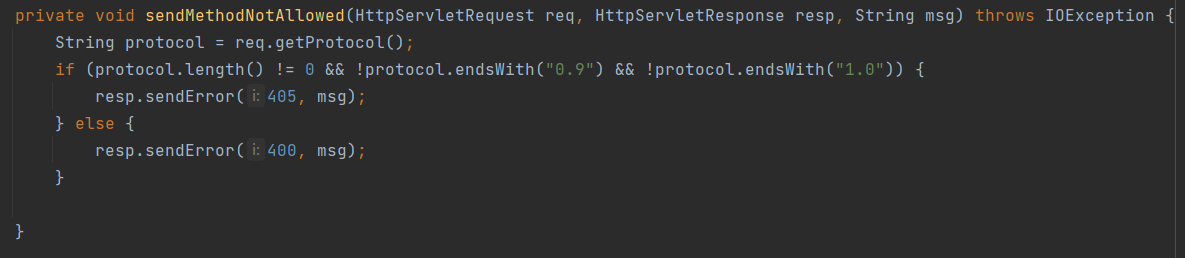 private void sendMethodNotAllowed(HttpServletRequest req, HttpServletResponse resp, String msg) throws IOException {
    String protocol = req.getProtocol();
    if (protocol.length() != 0 && !protocol.endsWith("0.9") && !protocol.endsWith("1.0")) {
        resp.sendError( i: 405, msg);
    } else {
        resp.sendError( i: 400, msg);
    }
}